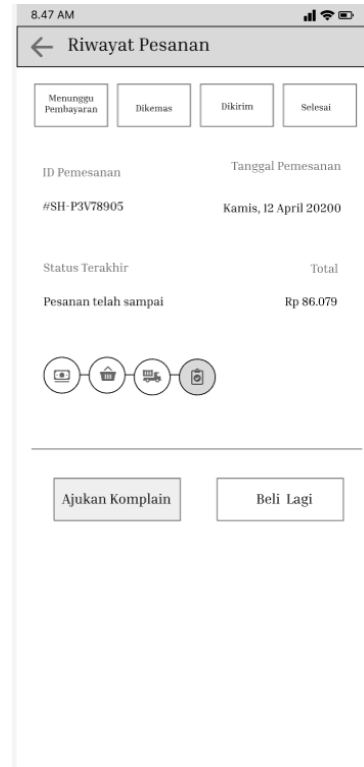 8.47 AM
Riwayat Pesanan
Menunggu
Pembayaran
Dikemas
Dikirim
Selesai
ID Pemesanan
Tanggal Pemesanan
#SH-P3V78905
Kamis, 12 April 20200
Status Terakhir
Total
Pesanan telah sampai
Rp 86.079
Ajukan Komplain
Beli Lagi